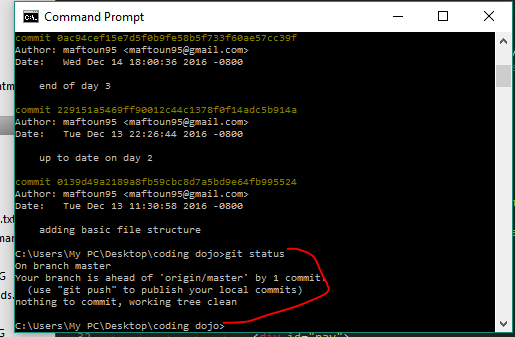 Command Prompt
commit 0ac94cef15e7d5f0b9fe58b5f733f60ae57cc39f
Author: maftoun95 <maftoun95@gmail.com>
Date:   Wed Dec 14 18:00:36 2016 -0800
end of day 3
commit 229151a5469ff90012c44c1378f0f14adc5b914a
Author: maftoun95 <maftoun95@gmail.com>
Date:   Tue Dec 13 22:26:44 2016 -0800
up to date on day 2
commit 0139d49a2189a8fb59cbc8d7a5bd9e64fb995524
Author: maftoun95 <maftoun95@gmail.com>
Date:   Tue Dec 13 11:30:58 2016 -0800
adding basic file structure
C:\Users\My PC\Desktop\coding dojo>git status
On branch master
Your branch is ahead of 'origin/master' by 1 commit.
(use "git push" to publish your local commits)
nothing to commit, working tree clean
C:\Users\My PC\Desktop\coding dojo>